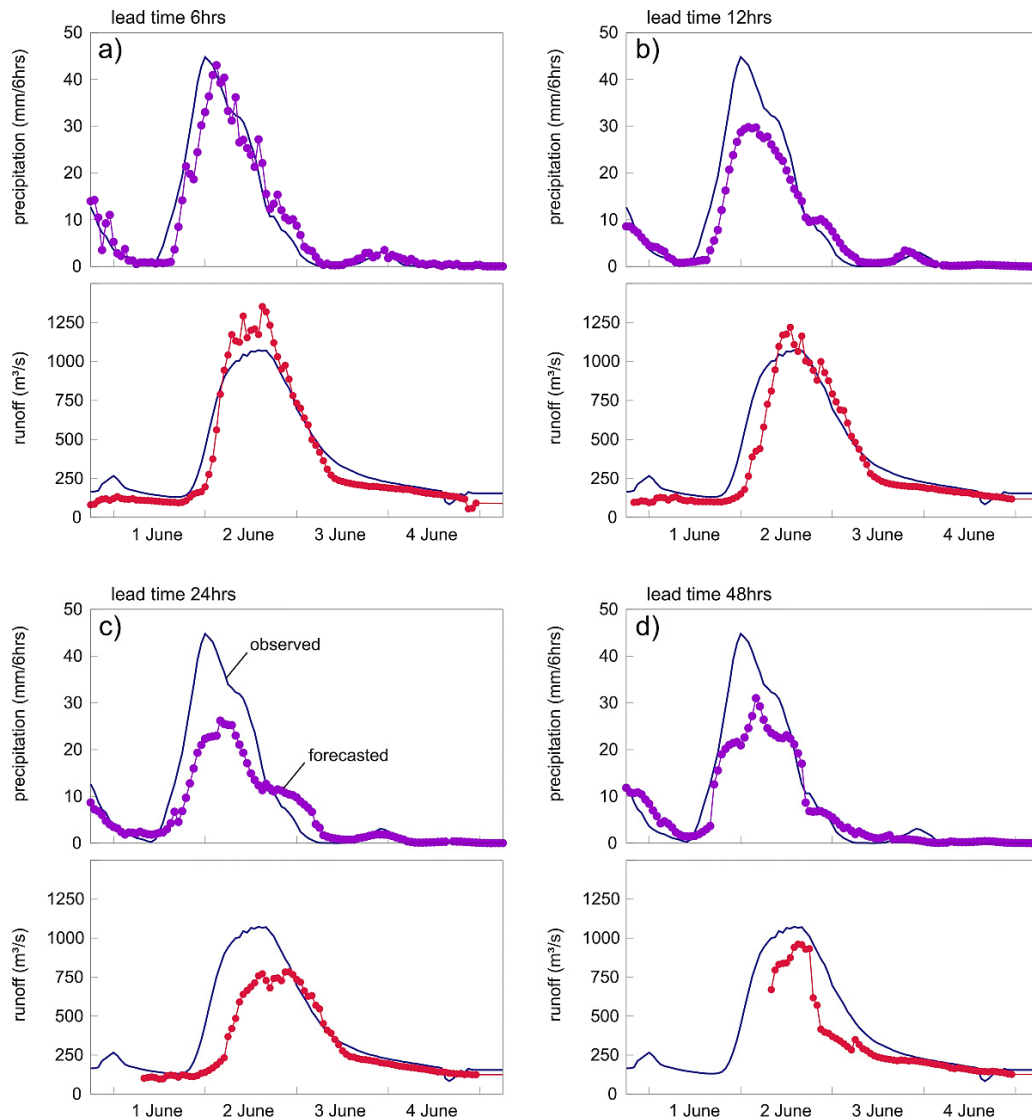 lead time 6hrs
a)
precipitation (mm/6hrs)
50
40
30
20
10
0
runoff (m³/s)
1250
1000
750
500
250
0
1 June 2 June 3 June 4 June
lead time 12hrs
b)
precipitation (mm/6hrs)
50
40
30
20
10
0
runoff (m³/s)
1250
1000
750
500
250
0
1 June 2 June 3 June 4 June
lead time 24hrs
c)
observed
forecasted
precipitation (mm/6hrs)
50
40
30
20
10
0
runoff (m³/s)
1250
1000
750
500
250
0
1 June 2 June 3 June 4 June
lead time 48hrs
d)
precipitation (mm/6hrs)
50
40
30
20
10
0
runoff (m³/s)
1250
1000
750
500
250
0
1 June 2 June 3 June 4 June